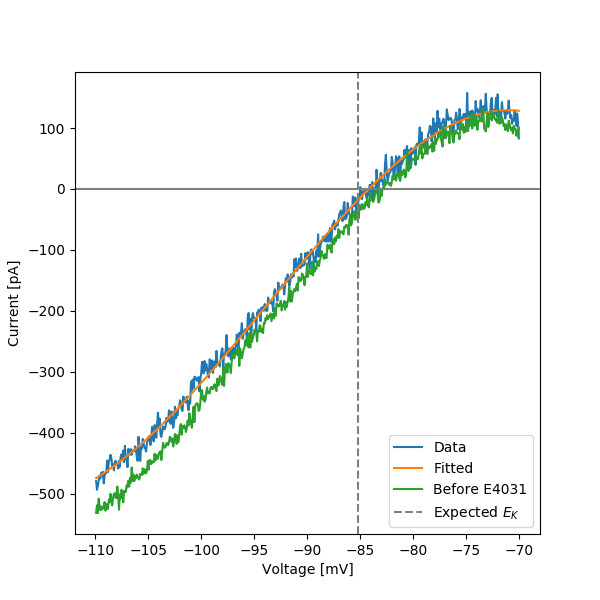 100
0
−100
−200
−300
−400
−500
Current [pA]
−110 −105 −100 −95 −90 −85 −80 −75 −70
Voltage [mV]
Data
Fitted
Before E4031
Expected $E_K$